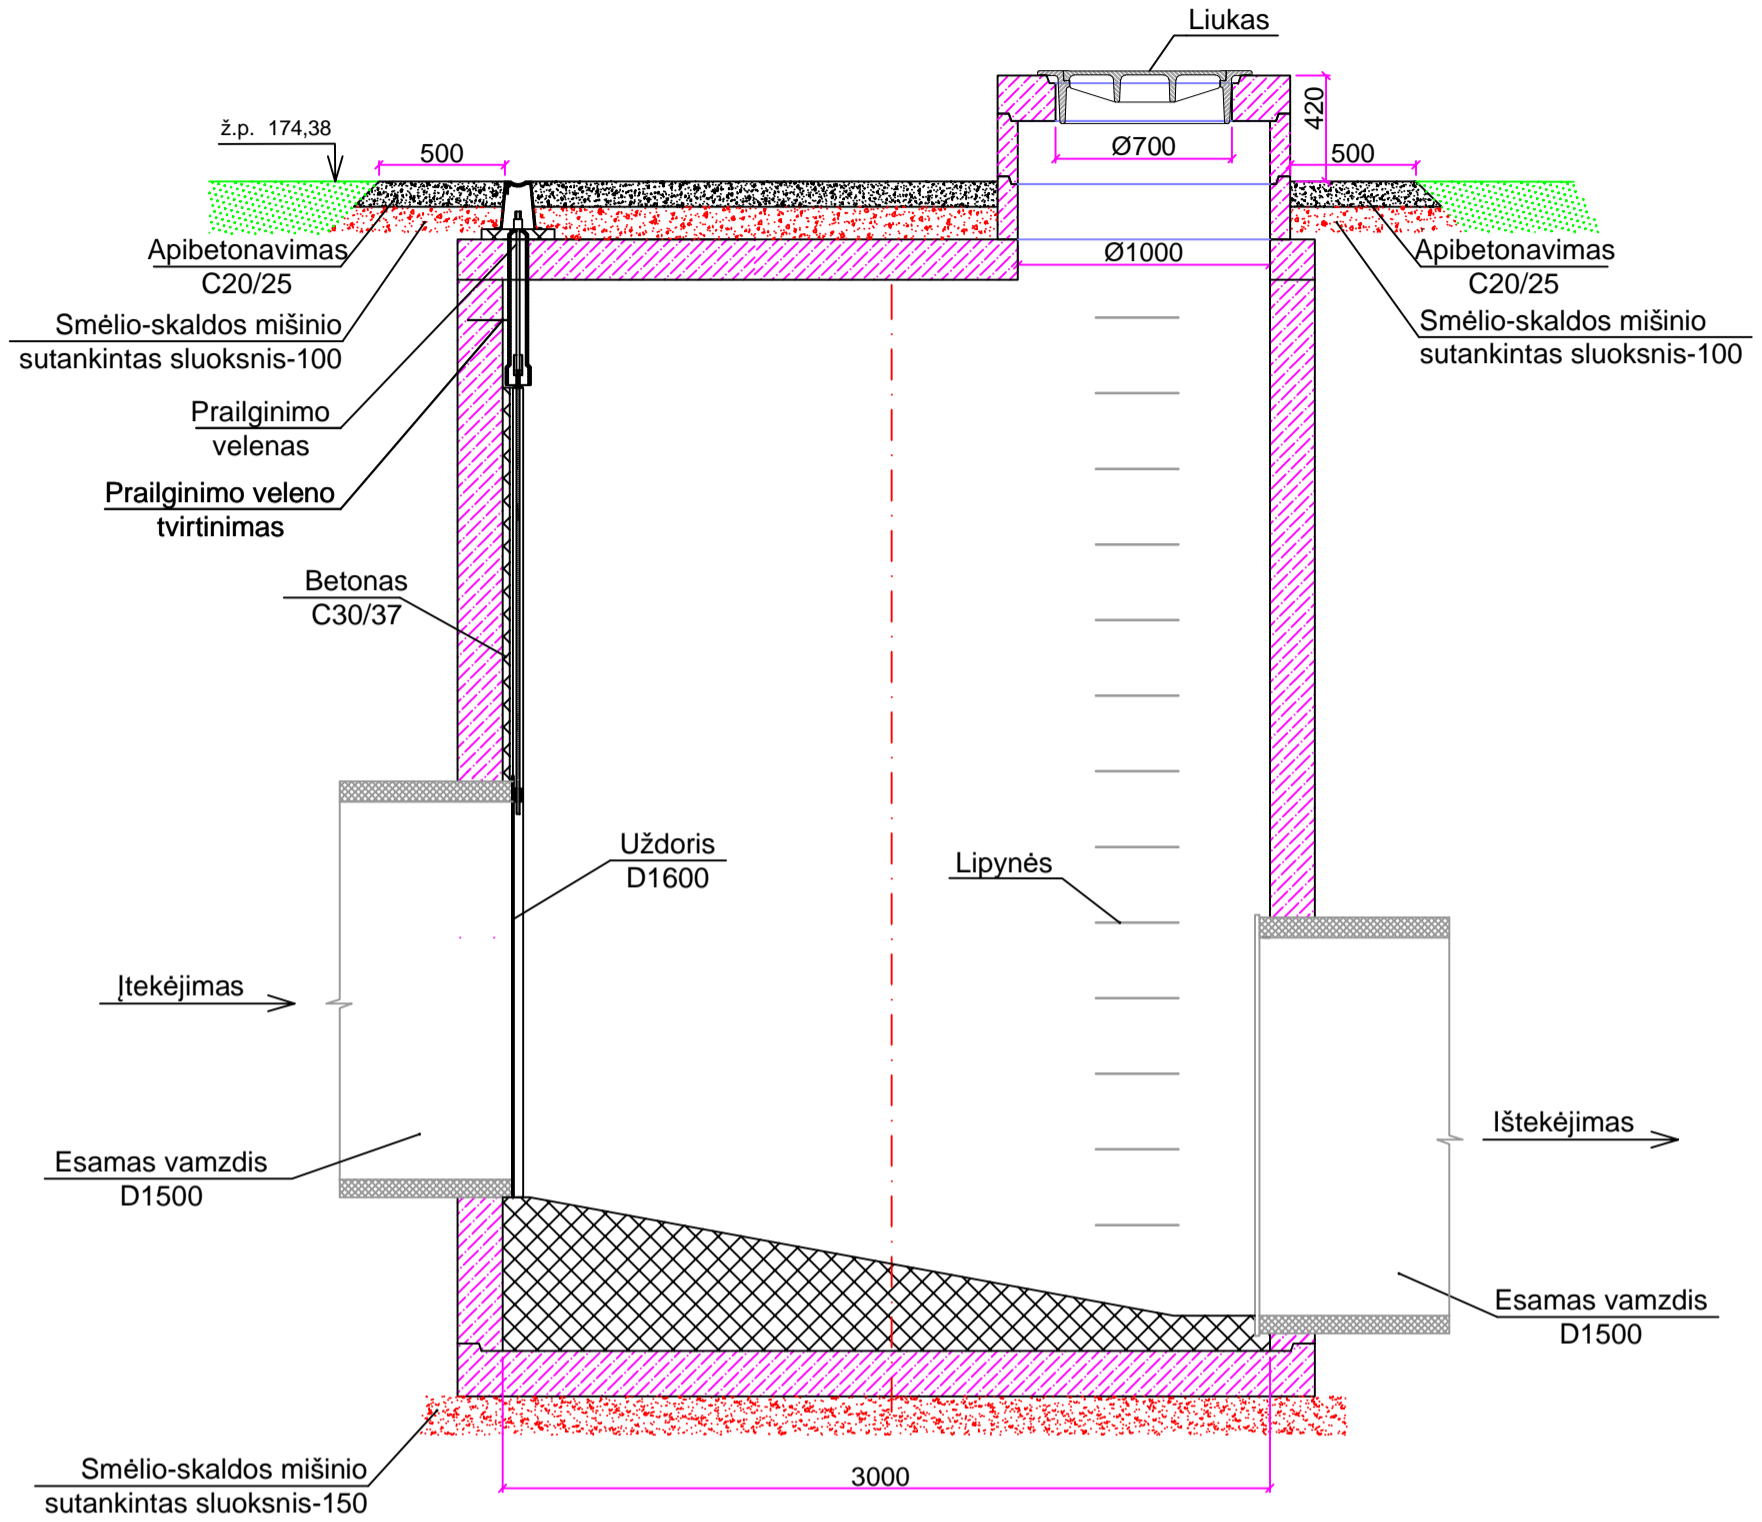 Liukas
420
ž.p. 174,38
500
Ø700
500
Apibetonavimas
C20/25
Ø1000
Apibetonavimas
C20/25
Smėlio-skaldos mišinio
sutankintas sluoksnis-100
Smėlio-skaldos mišinio
sutankintas sluoksnis-100
Prailginimo
velenas
Prailginimo veleno
tvirtinimas
Betonas
C30/37
Uždoris
D1600
Lipynės
Įtekėjimas
Ištekėjimas
Esamas vamzdis
D1500
Esamas vamzdis
D1500
Smėlio-skaldos mišinio
sutankintas sluoksnis-150
3000